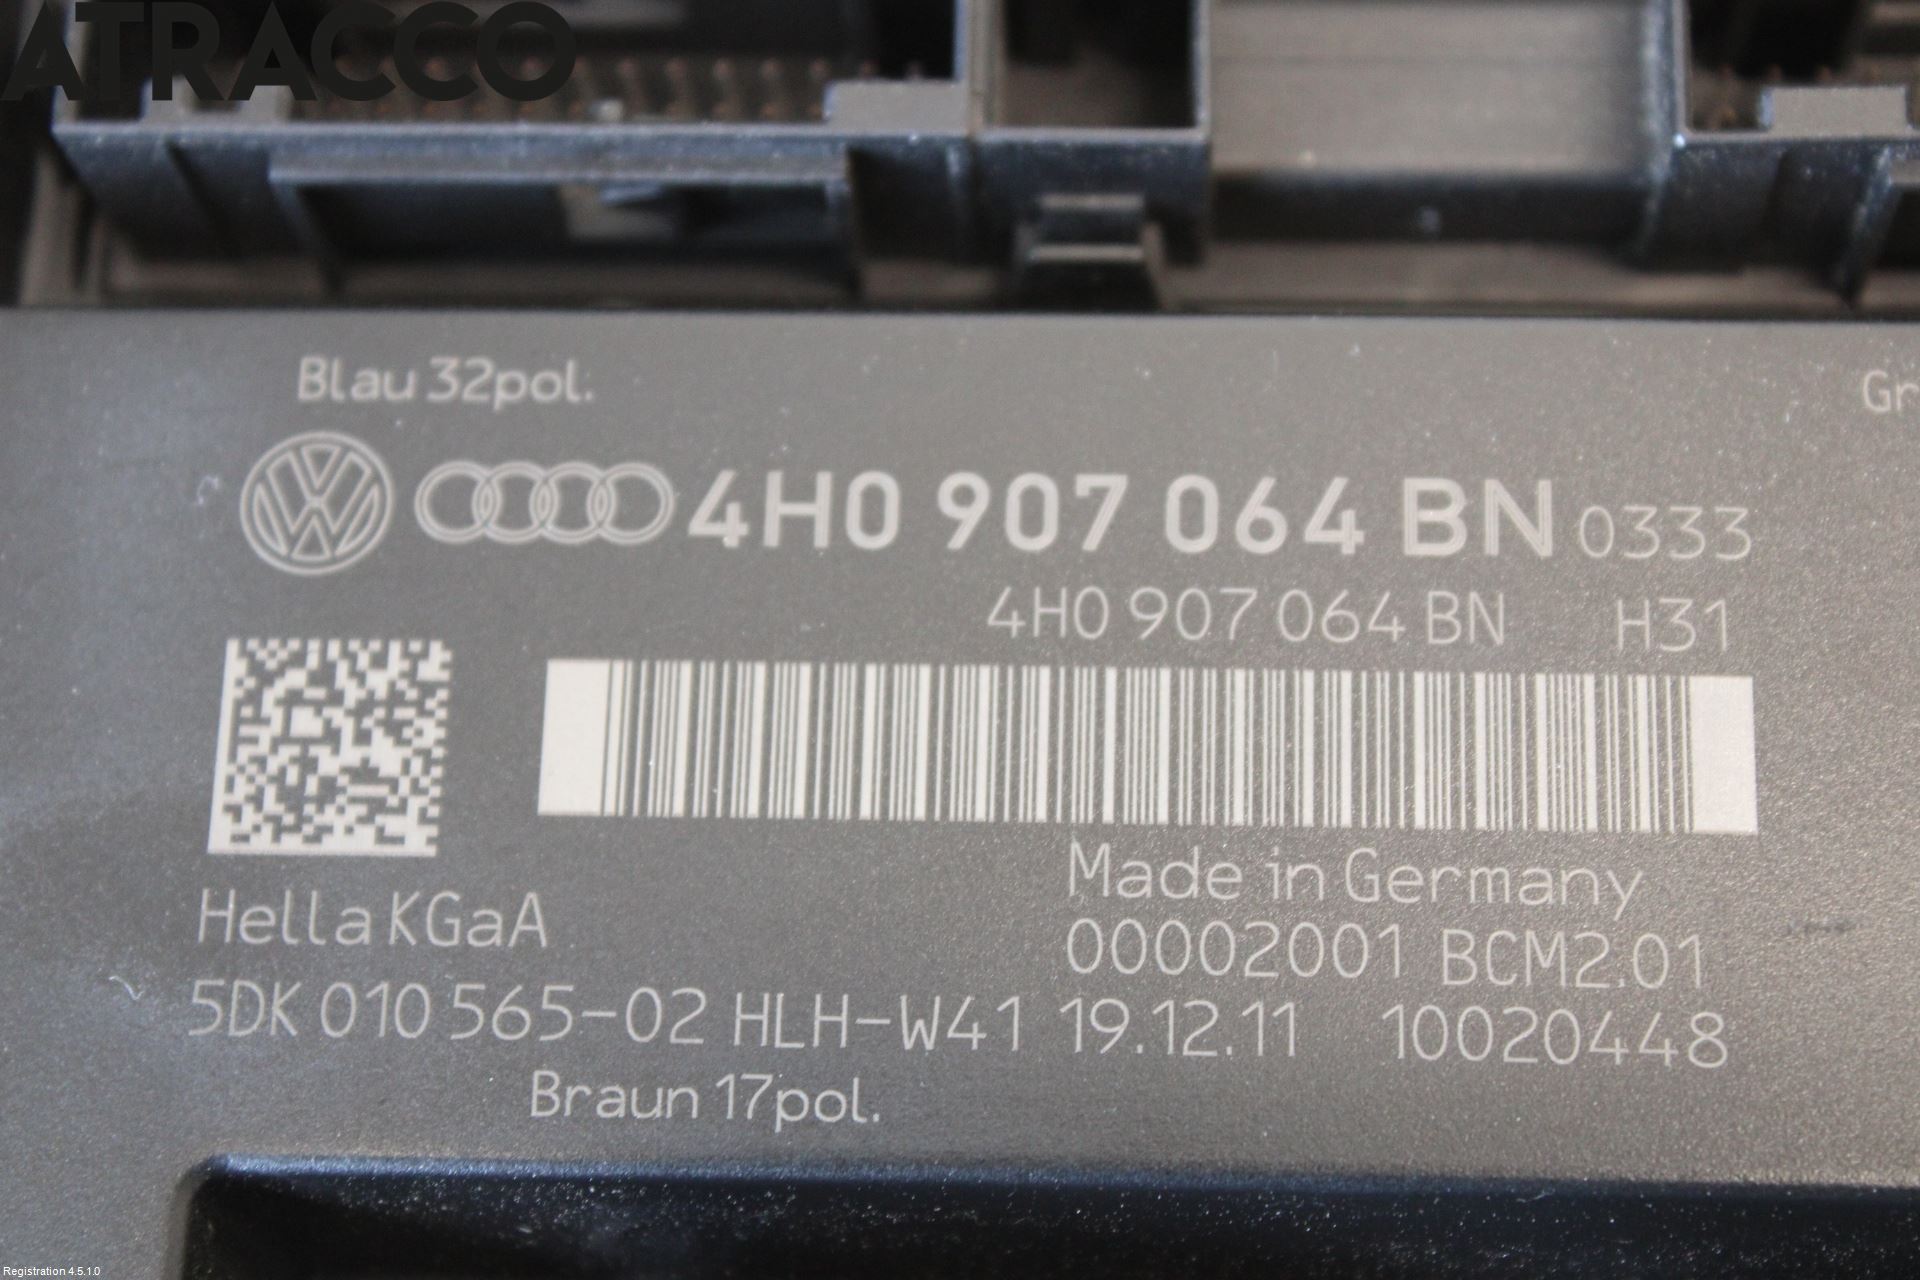 ATRACCO
Blau 32pol.
Gr
4H0 907 064 BN 0333
4H0 907 064 BN H31
Made in Germany
Hella KGaA
00002001 BCM2.01
5DK 010 565-02 HLH-W41 19.12.11 10020448
Braun 17pol.
Registration 4.5.1.0